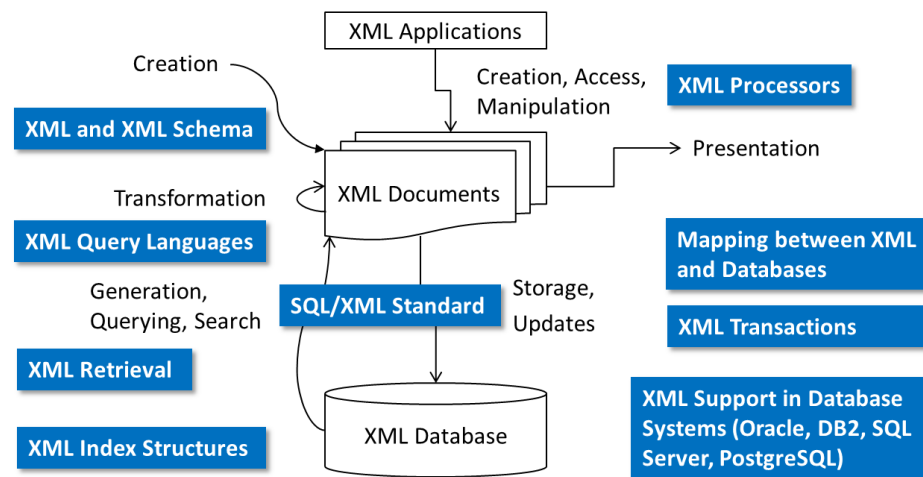 XML Applications
Creation
Creation, Access,
Manipulation
XML Processors
XML and XML Schema
Presentation
XML Documents
Transformation
XML Query Languages
Mapping between XML
and Databases
Generation,
Querying, Search
SQL/XML Standard
Storage,
Updates
XML Transactions
XML Retrieval
XML Support in Database
Systems (Oracle, DB2, SQL
Server, PostgreSQL)
XML Database
XML Index Structures